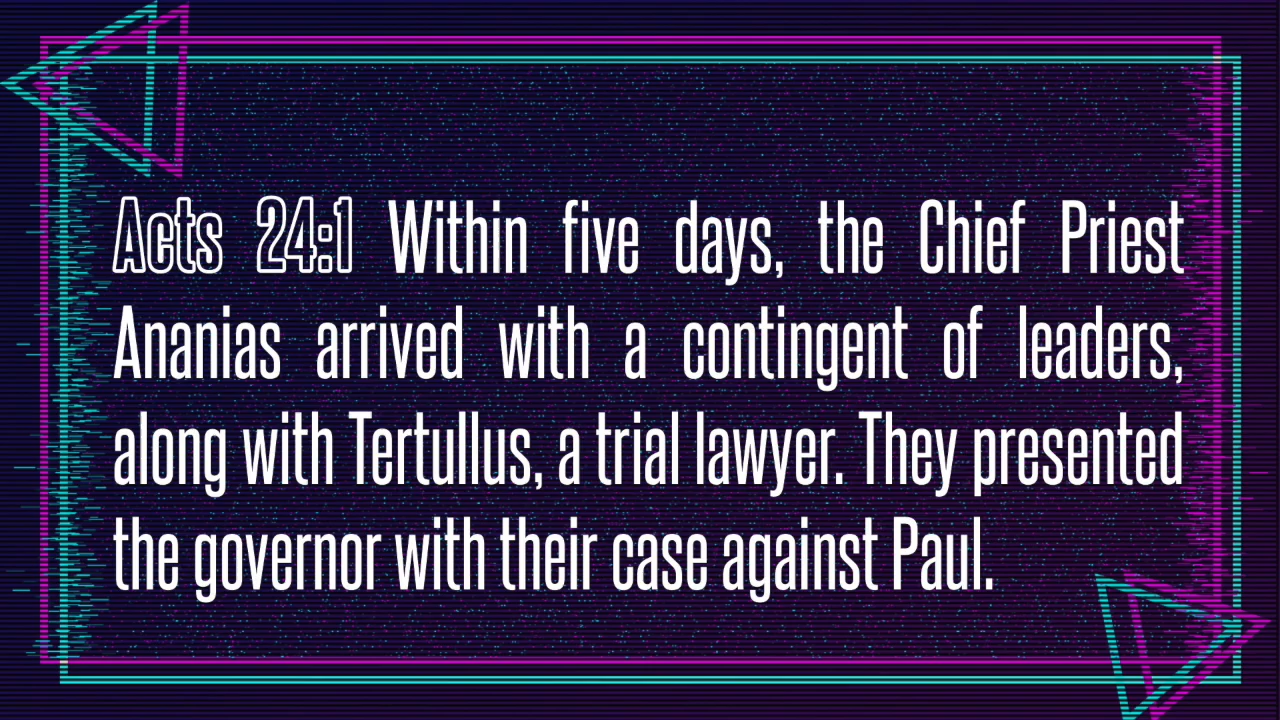 Acts 24:1 Within five days, the Chief Priest
Ananias arrived with a contingent of leaders,
along with Tertullus, a trial lawyer. They presented
the governor with their case against Paul.